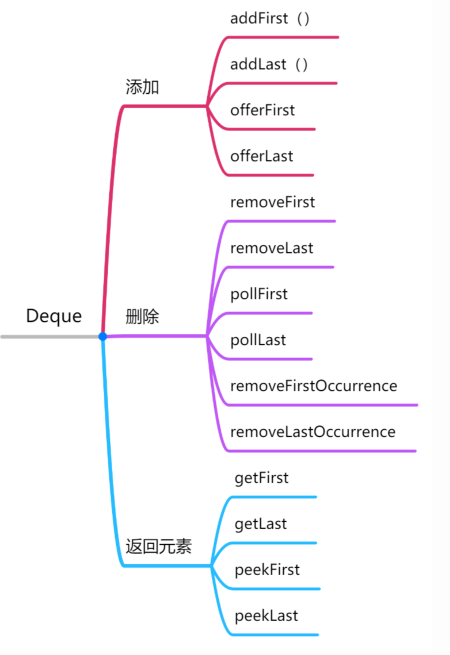 Deque
添加
addFirst（）
addLast（）
offerFirst
offerLast
删除
removeFirst
removeLast
pollFirst
pollLast
removeFirstOccurrence
removeLastOccurrence
返回元素
getFirst
getLast
peekFirst
peekLast